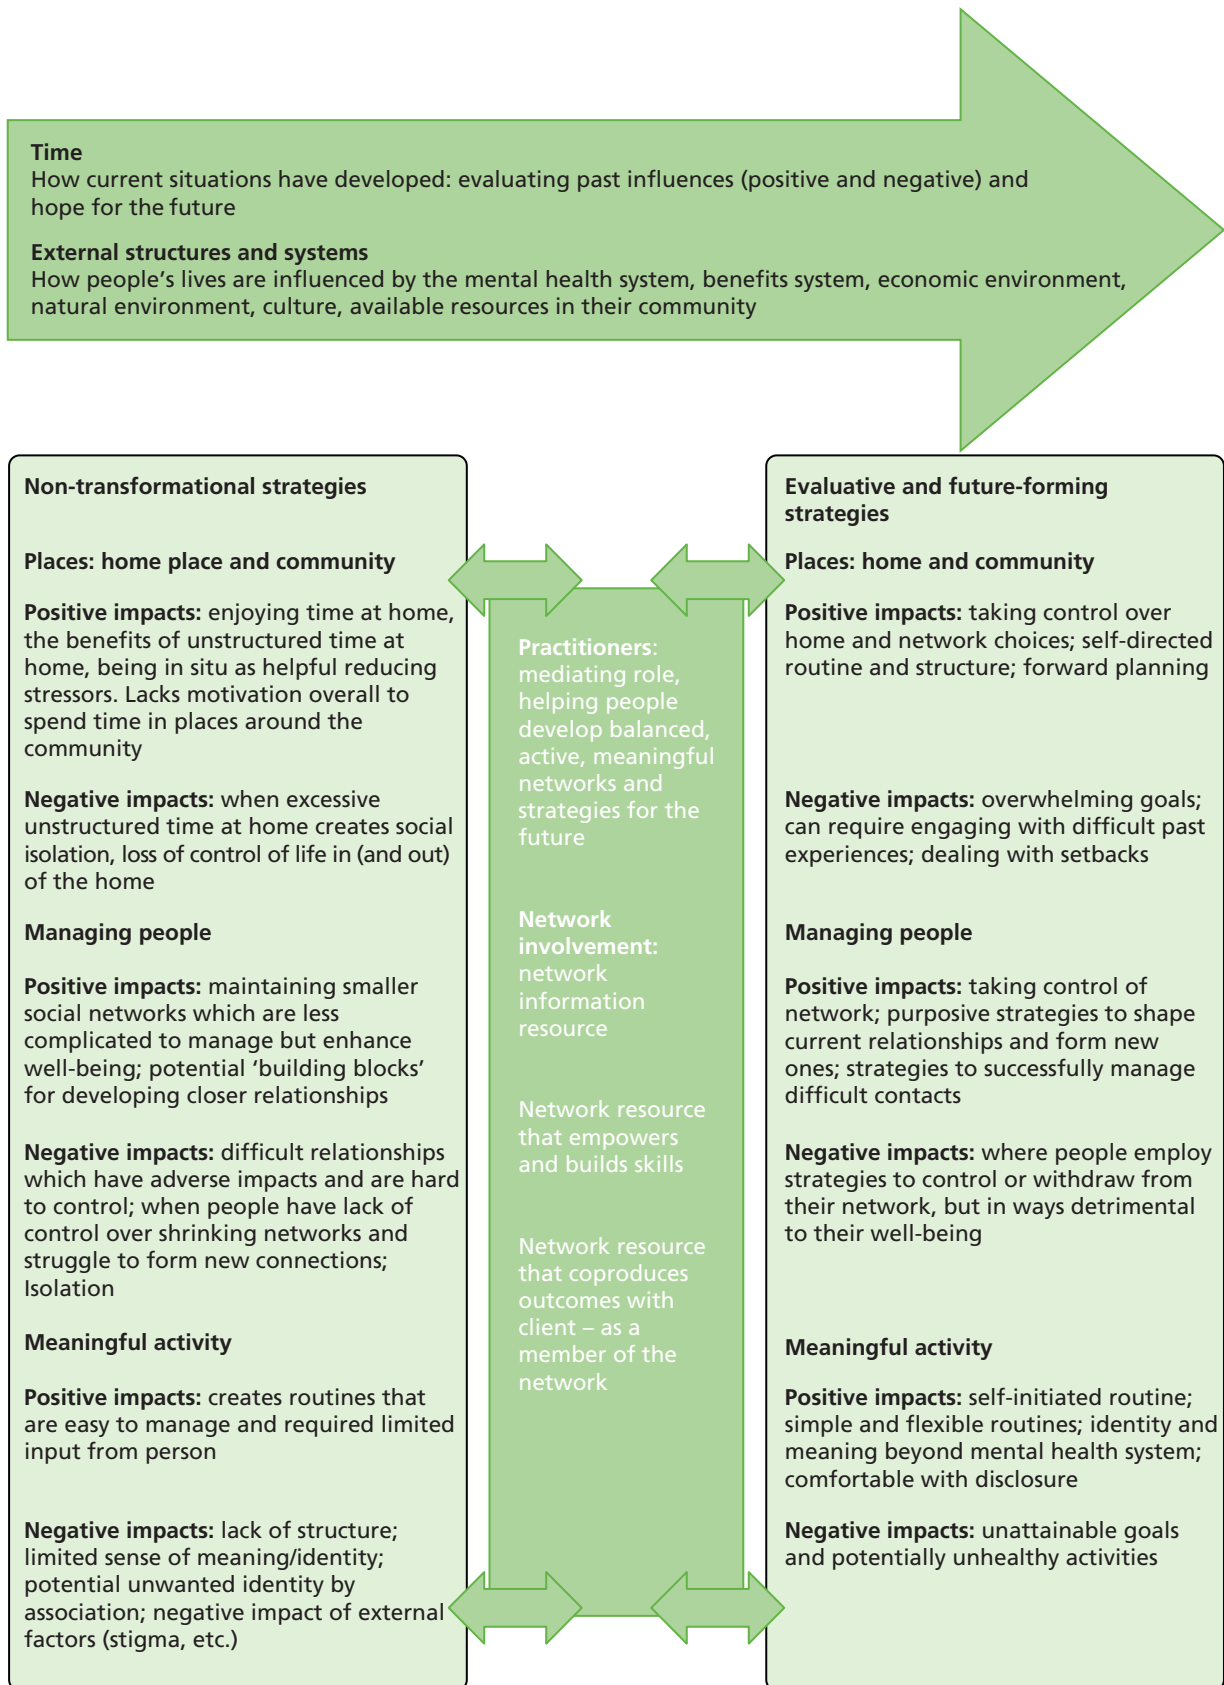 Time
How current situations have developed: evaluating past influences (positive and negative) and
hope for the future
External structures and systems
How people’s lives are influenced by the mental health system, benefits system, economic environment,
natural environment, culture, available resources in their community
Non-transformational strategies
Places: home place and community
Positive impacts: enjoying time at home,
the benefits of unstructured time at
home, being in situ as helpful reducing
stressors. Lacks motivation overall to
spend time in places around the
community
Negative impacts: when excessive
unstructured time at home creates social
isolation, loss of control of life in (and out)
of the home
Managing people
Positive impacts: maintaining smaller
social networks which are less
complicated to manage but enhance
well-being; potential ‘building blocks’
for developing closer relationships
Negative impacts: difficult relationships
which have adverse impacts and are hard
to control; when people have lack of
control over shrinking networks and
struggle to form new connections;
Isolation
Meaningful activity
Positive impacts: creates routines that
are easy to manage and required limited
input from person
Negative impacts: lack of structure;
limited sense of meaning/identity;
potential unwanted identity by
association; negative impact of external
factors (stigma, etc.)
Practitioners:
mediating role,
helping people
develop balanced,
active, meaningful
networks and
strategies for the
future
Network
involvement:
network
information
resource
Network resource
that empowers
and builds skills
Network resource
that coproduces
outcomes with
client – as a
member of the
network
Evaluative and future-forming
strategies
Places: home and community
Positive impacts: taking control over
home and network choices; self-directed
routine and structure; forward planning
Negative impacts: overwhelming goals;
can require engaging with difficult past
experiences; dealing with setbacks
Managing people
Positive impacts: taking control of
network; purposive strategies to shape
current relationships and form new
ones; strategies to successfully manage
difficult contacts
Negative impacts: where people employ
strategies to control or withdraw from
their network, but in ways detrimental
to their well-being
Meaningful activity
Positive impacts: self-initiated routine;
simple and flexible routines; identity and
meaning beyond mental health system;
comfortable with disclosure
Negative impacts: unattainable goals
and potentially unhealthy activities